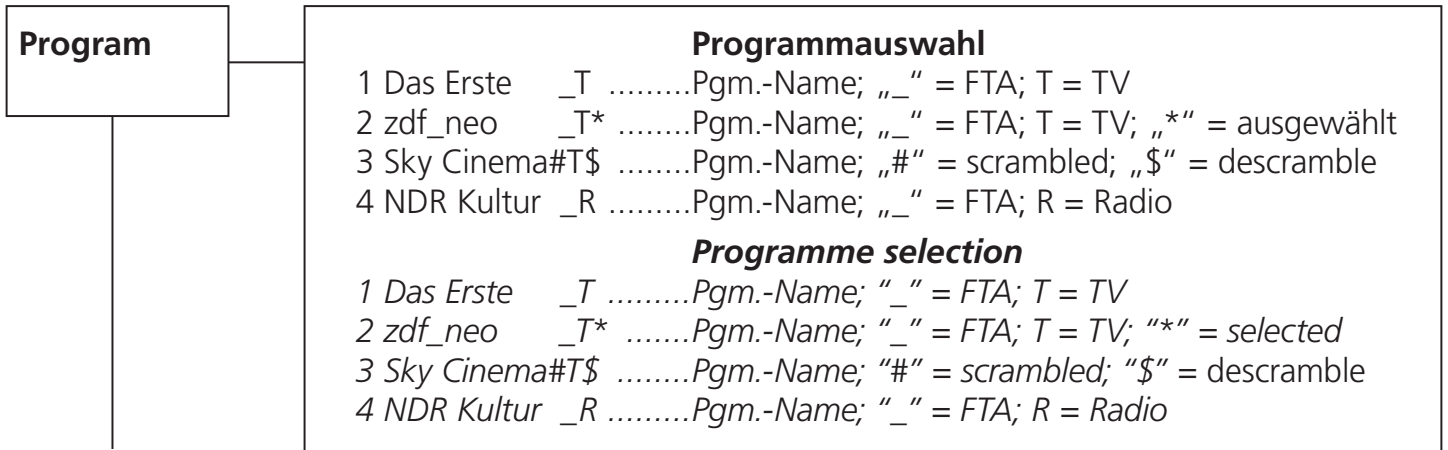 Program
Programmauswahl
1 Das Erste _T .........Pgm.-Name; „_“ = FTA; T = TV
2 zdf_neo _T* ........Pgm.-Name; „_“ = FTA; T = TV; „*“ = ausgewählt
3 Sky Cinema#T$ ........Pgm.-Name; „#“ = scrambled; „$“ = descramble
4 NDR Kultur _R .........Pgm.-Name; „_“ = FTA; R = Radio
Programme selection
1 Das Erste _T .........Pgm.-Name; “_” = FTA; T = TV
2 zdf_neo _T* ........Pgm.-Name; “_” = FTA; T = TV; “*” = selected
3 Sky Cinema#T$ ........Pgm.-Name; “#” = scrambled; “$” = descramble
4 NDR Kultur _R .........Pgm.-Name; “_” = FTA; R = Radio